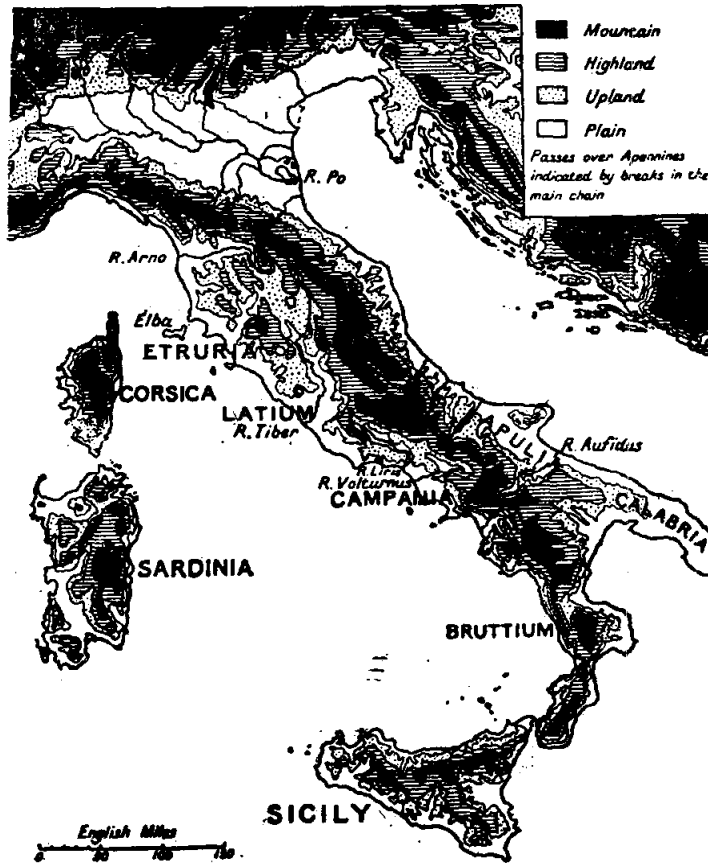 Mountain
Highland
Upland
Plain
Passes over Apennines
indicated by breaks in the
main chain
R. Po
R. Arno
Elba
ETRURIA
CORSICA
LATIUM
R. Tiber
APULIA
R. Aufidus
R. Liris
R. Volturnus
CAMPANIA
CALABRIA
SARDINIA
BRUTTIUM
SICILY
English Miles
0 50 100 150